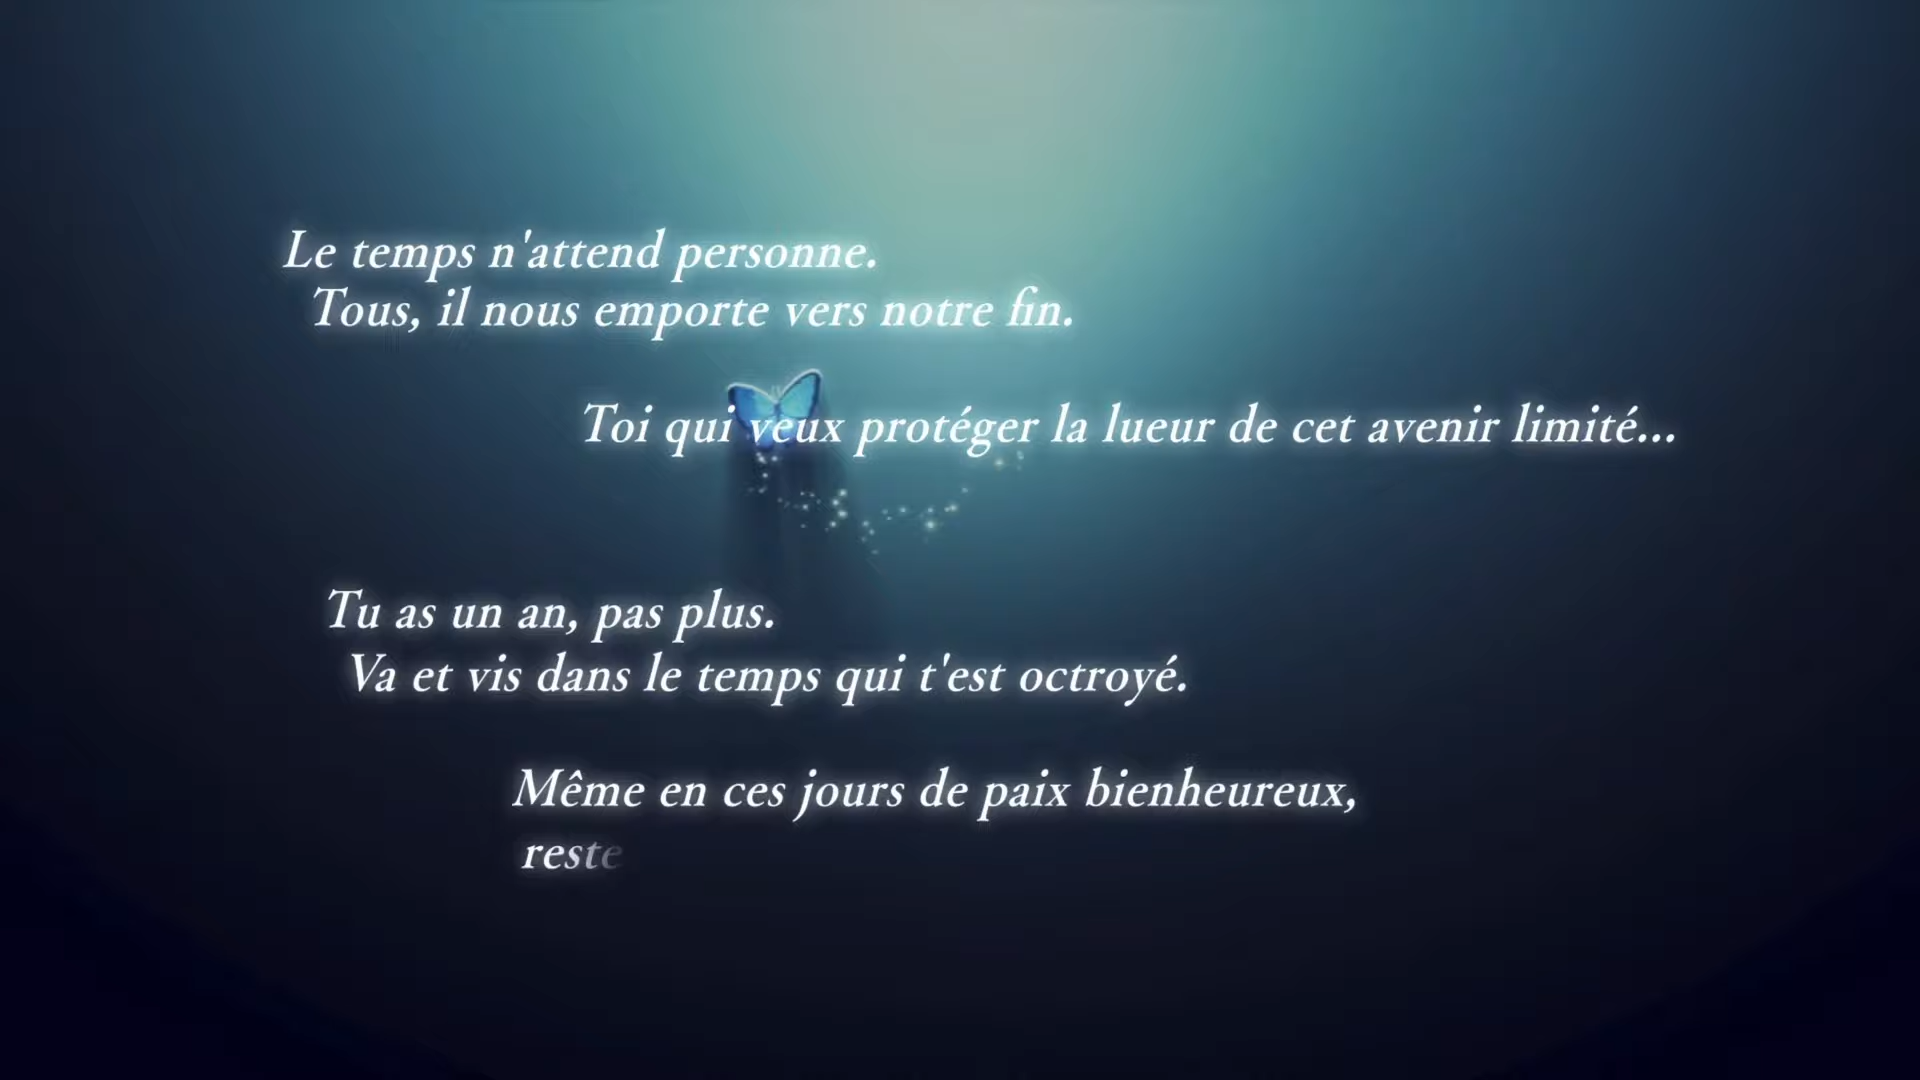 Le temps n'attend personne.
Tous, il nous emporte vers notre fin.
Toi qui veux protéger la lueur de cet avenir limité...
Tu as un an, pas plus.
Va et vis dans le temps qui t'est octroyé.
Même en ces jours de paix bienheureux,
reste